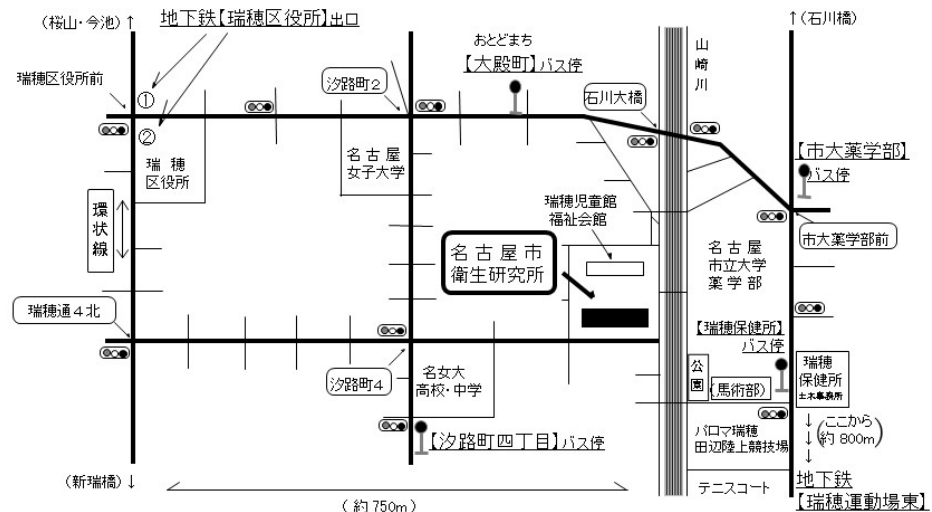 (桜山・今池)↑
地下鉄【瑞穂区役所】出口
↑(石川橋)
おとどまち
【大殿町】バス停
山崎川
瑞穂区役所前
汐路町2
石川大橋
①
②
瑞穂
区役所
名古屋
女子大学
【市大薬学部】
バス停
環状線
瑞穂児童館
福祉会館
市大薬学部前
名古屋市
衛生研究所
名古屋
市立大学
薬学部
瑞穂通4北
【瑞穂保健所】
バス停
汐路町4
名女大
高校・中学
公園
(馬術部)
瑞穂
保健所
土木事務所
【汐路町四丁目】バス停
パロマ瑞穂
田辺陸上競技場
↓(ここから
↓約800m)
↓
(新瑞橋)↓
テニスコート
地下鉄
【瑞穂運動場東】
(約750m)